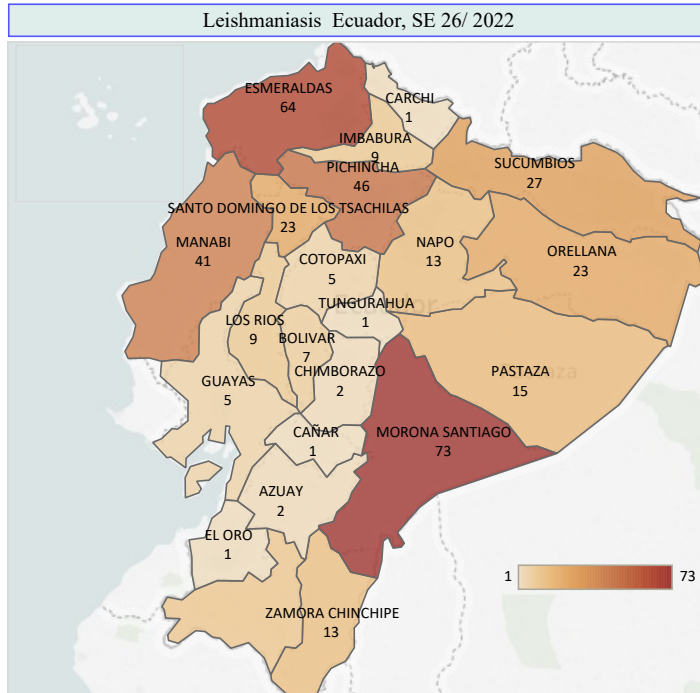 Leishmaniasis Ecuador, SE 26/ 2022
ESMERALDAS
64
CARCHI
1
IMBABURA
9
PICHINCHA
46
SUCUMBIOS
27
SANTO DOMINGO DE LOS TSACHILAS
23
MANABI
41
NAPO
13
ORELLANA
23
COTOPAXI
5
TUNGURAHUA
1
Ecuador
LOS RIOS
9
BOLIVAR
7
CHIMBORAZO
2
GUAYAS
5
PASTAZA
15
CAÑAR
1
MORONA SANTIAGO
73
AZUAY
2
EL ORO
1
ZAMORA CHINCHIPE
13
1
73